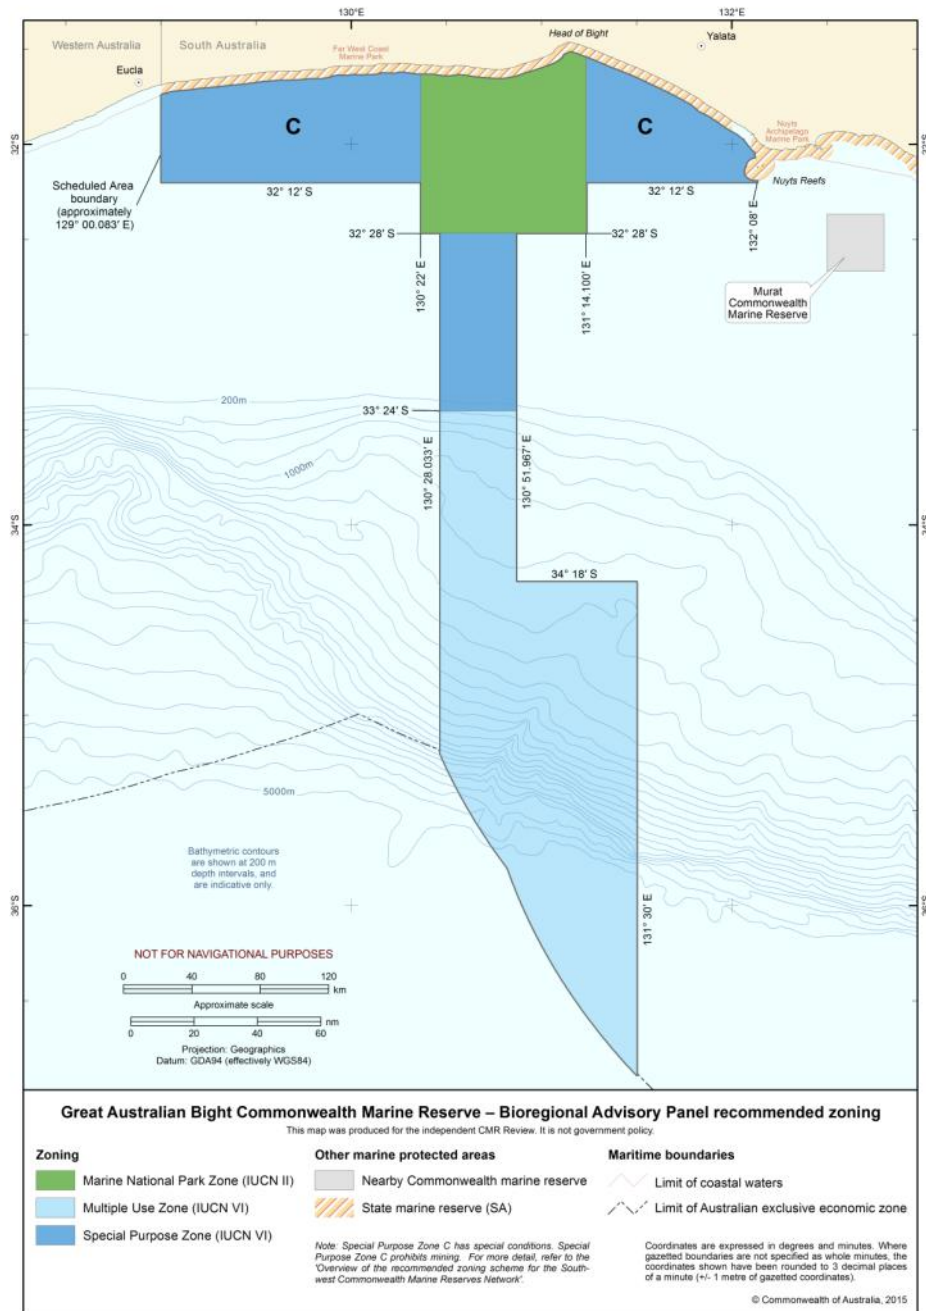 130°E
132°E
Western Australia
South Australia
Head of Bight
Yalata
Far West Coast
Marine Park
Eucla
Nuyts
Archipelago
Marine Park
C
C
32°S
32°S
Scheduled Area
boundary
(approximately
129° 00.083' E)
32° 12' S
32° 12' S
Nuyts Reefs
32° 28' S
32° 28' S
130° 22' E
131° 14.100' E
132° 08' E
Murat
Commonwealth
Marine Reserve
200m
33° 24' S
1000m
130° 28.033' E
130° 51.967' E
34°S
34°S
34° 18' S
5000m
Bathymetric contours
are shown at 200 m
depth intervals, and
are indicative only.
36°S
36°S
131° 30' E
NOT FOR NAVIGATIONAL PURPOSES
0 40 80 120
km
Approximate scale
nm
0 20 40 60
Projection: Geographics
Datum: GDA94 (effectively WGS84)
Great Australian Bight Commonwealth Marine Reserve – Bioregional Advisory Panel recommended zoning
This map was produced for the independent CMR Review. It is not government policy.
Zoning
Marine National Park Zone (IUCN II)
Multiple Use Zone (IUCN VI)
Special Purpose Zone (IUCN VI)
Other marine protected areas
Nearby Commonwealth marine reserve
State marine reserve (SA)
Note: Special Purpose Zone C has special conditions. Special
Purpose Zone C prohibits mining. For more detail, refer to the
'Overview of the recommended zoning scheme for the South-
west Commonwealth Marine Reserves Network'.
Maritime boundaries
Limit of coastal waters
Limit of Australian exclusive economic zone
Coordinates are expressed in degrees and minutes. Where
gazetted boundaries are not specified as whole minutes, the
coordinates shown have been rounded to 3 decimal places
of a minute (+/- 1 metre of gazetted coordinates).
© Commonwealth of Australia, 2015